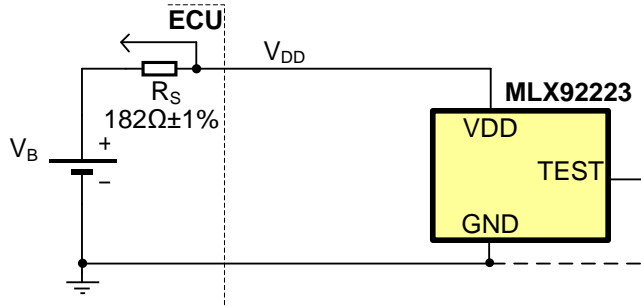 ECU
V_DD
R_S
182Ω±1%
MLX92223
VDD
V_B
+
−
TEST
GND